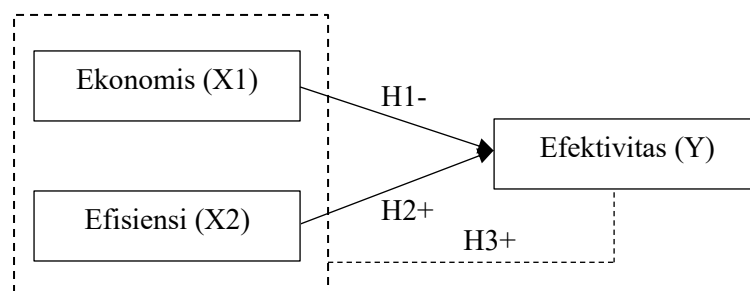 Ekonomis (X1)
H1-
Efektivitas (Y)
Efisiensi (X2)
H2+
H3+